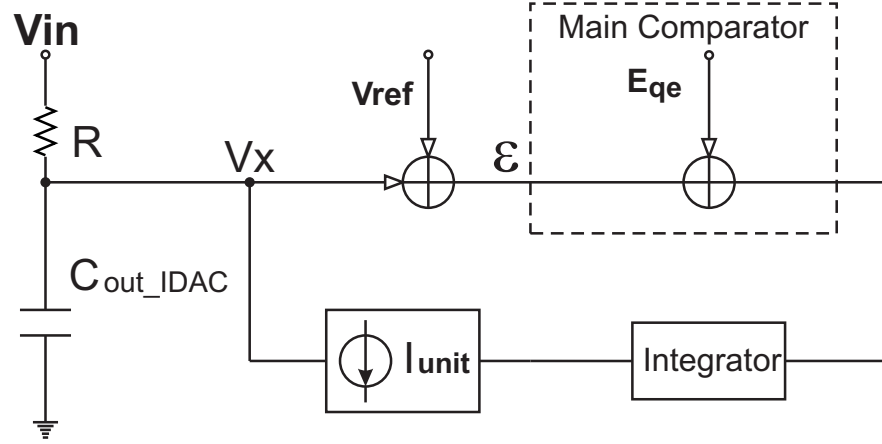 Vin
Main Comparator
Vref
Eqe
R
Vx
ε
Cout_IDAC
Iunit
Integrator